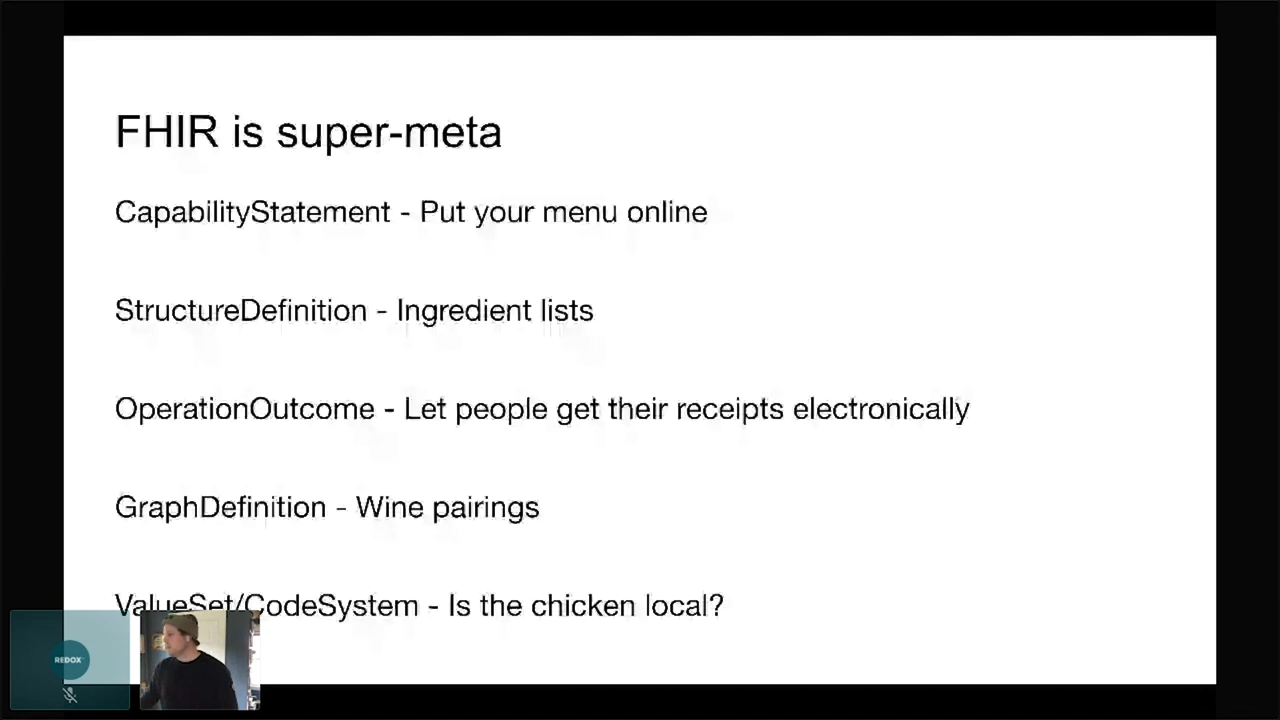 FHIR is super-meta
CapabilityStatement - Put your menu online
StructureDefinition - Ingredient lists
OperationOutcome - Let people get their receipts electronically
GraphDefinition - Wine pairings
ValueSet/CodeSystem - Is the chicken local?
REDOX